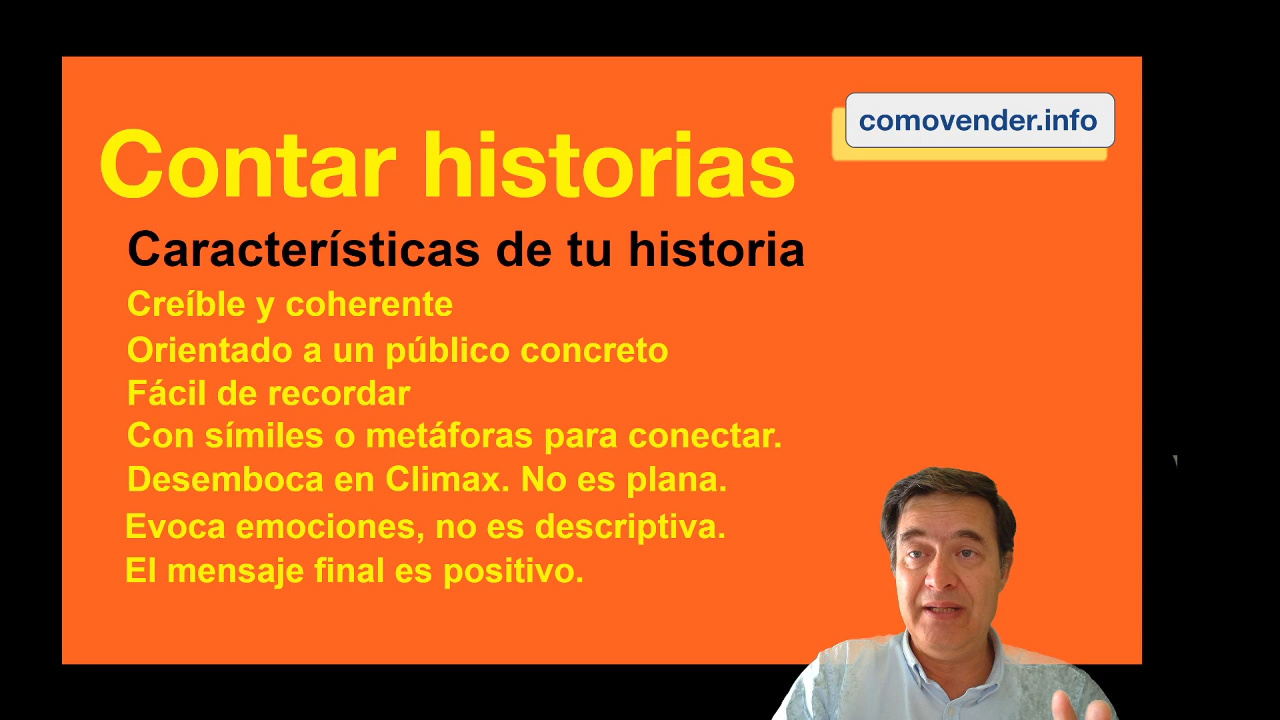 comovender.info
Contar historias
Características de tu historia
Creíble y coherente
Orientado a un público concreto
Fácil de recordar
Con símiles o metáforas para conectar.
Desemboca en Climax. No es plana.
Evoca emociones, no es descriptiva.
El mensaje final es positivo.